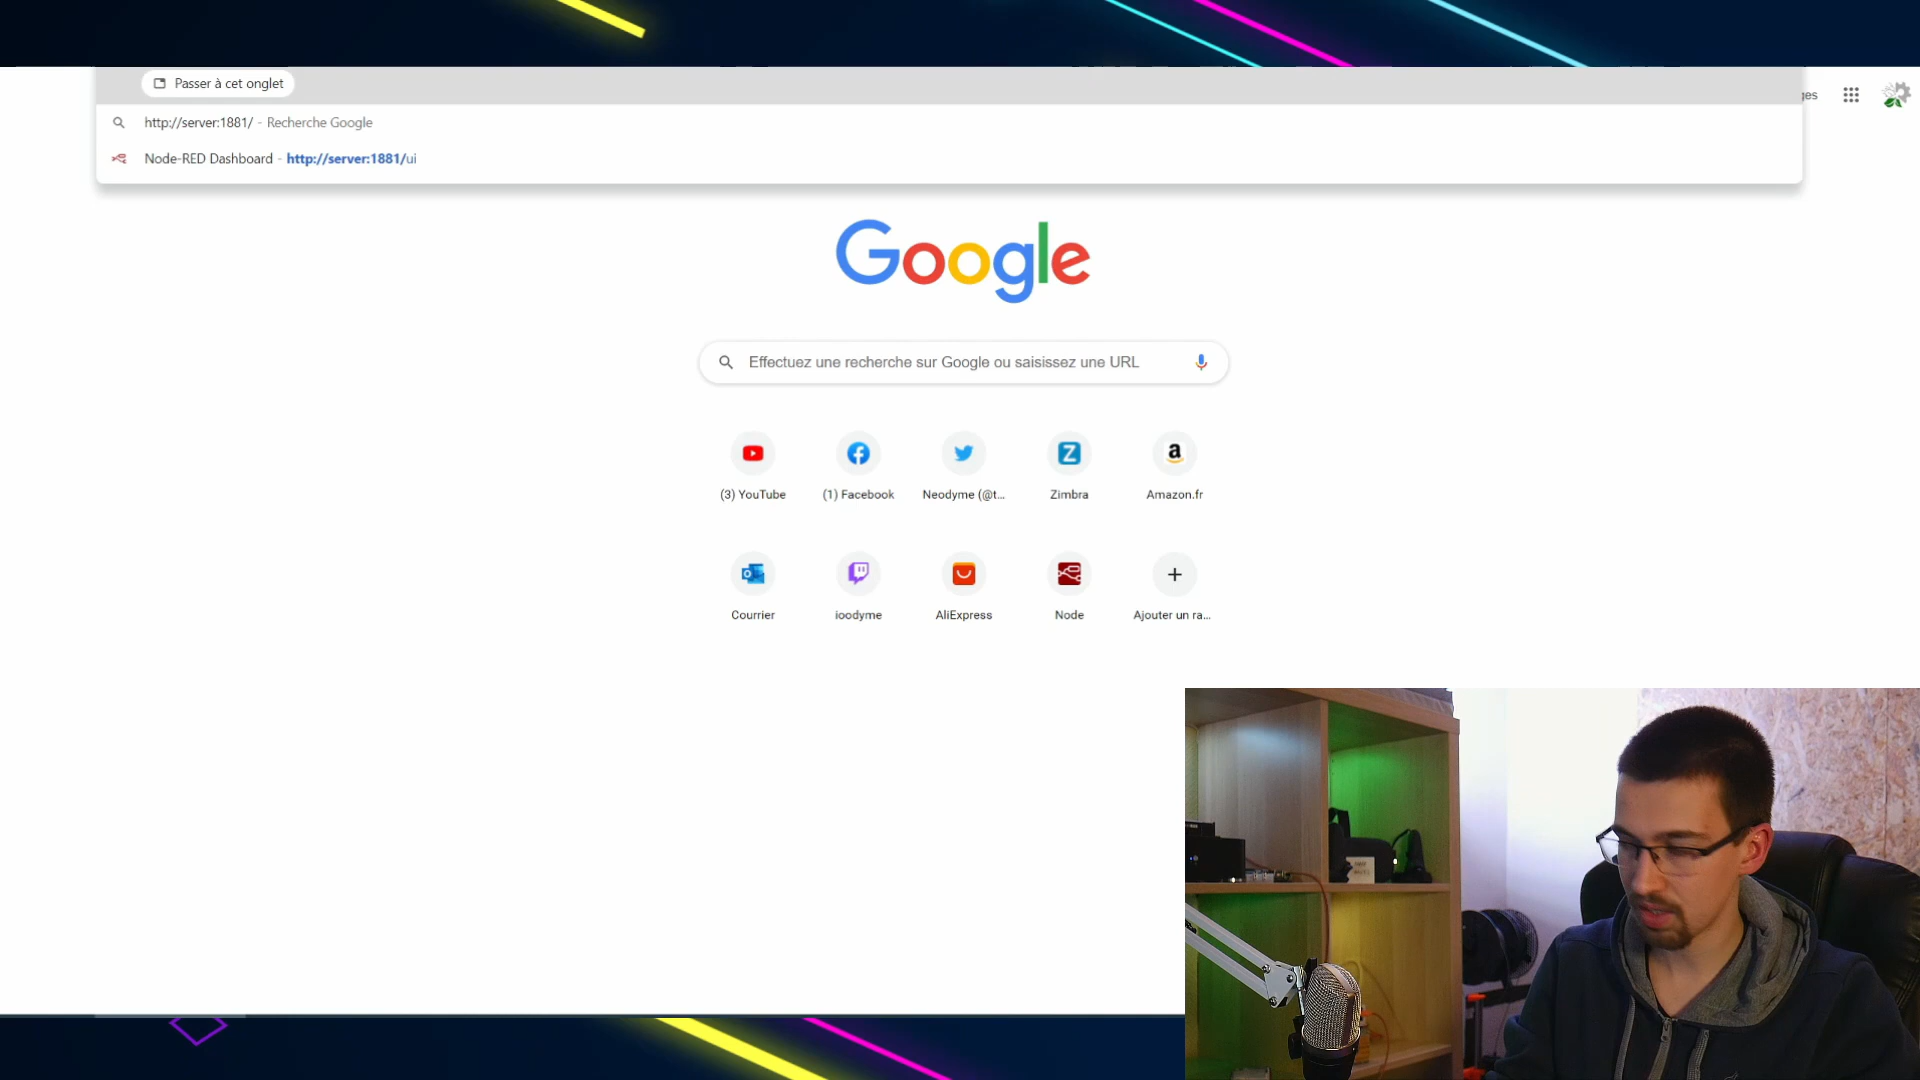 Passer à cet onglet
http://server:1881/ - Recherche Google
ges
Node-RED Dashboard - http://server:1881/ui
Google
Effectuez une recherche sur Google ou saisissez une URL
(3) YouTube
(1) Facebook
Neodyme (@t...
Zimbra
Amazon.fr
Courrier
ioodyme
AliExpress
Node
Ajouter un ra...